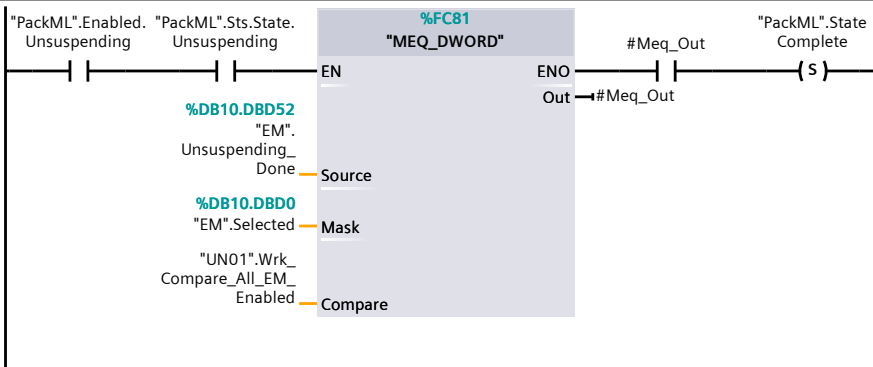 "PackML".Enabled.
Unsuspending
"PackML".Sts.State.
Unsuspending
%FC81
"MEQ_DWORD"
#Meq_Out
"PackML".State
Complete
EN
ENO
S
Out
#Meq_Out
%DB10.DBD52
"EM".
Unsuspending_
Done
Source
%DB10.DBD0
"EM".Selected
Mask
"UN01".Wrk_
Compare_All_EM_
Enabled
Compare